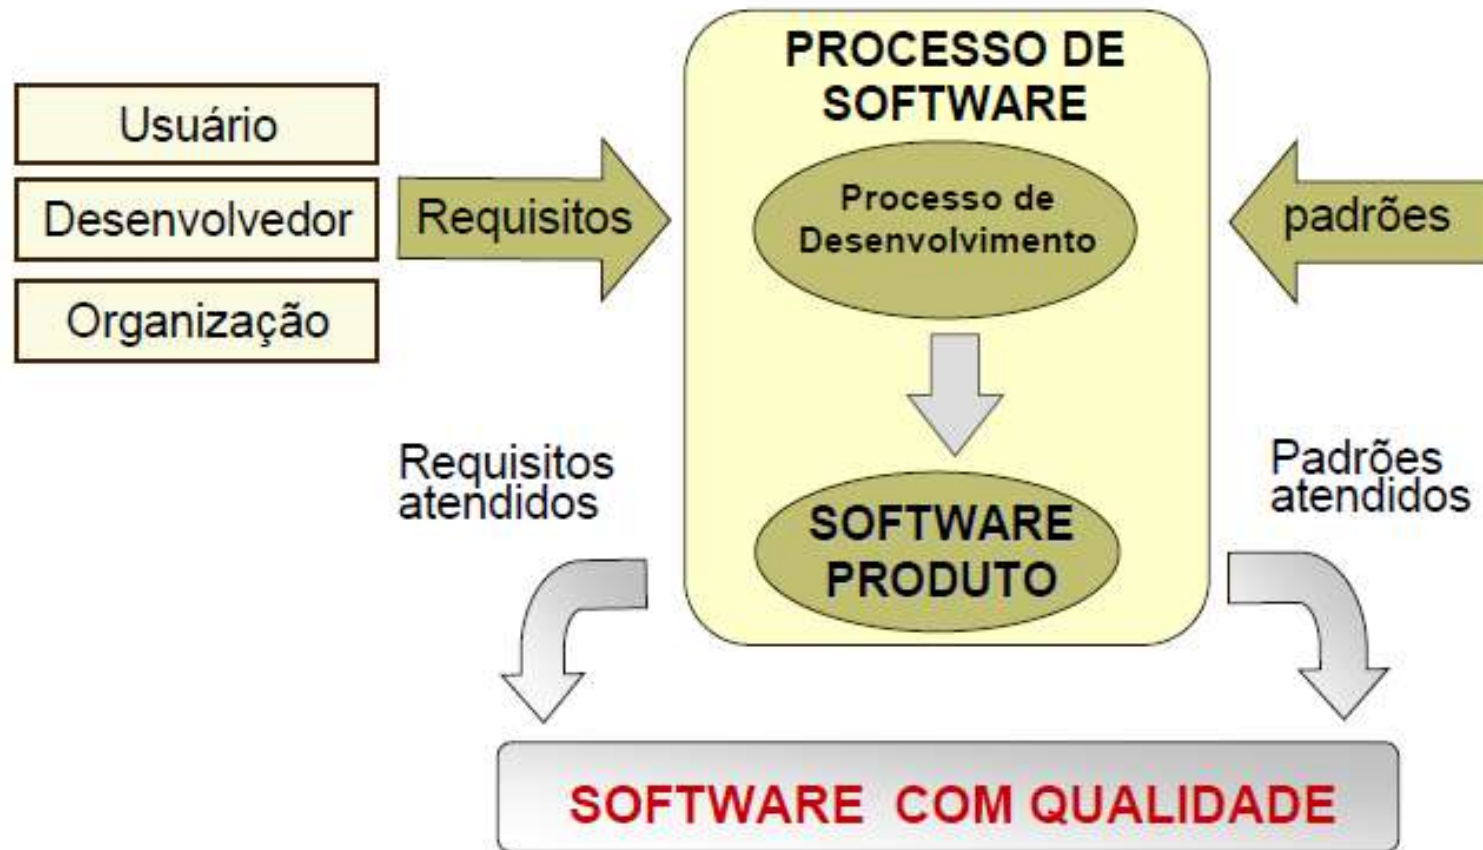 PROCESSO DE
SOFTWARE
Usuário
Desenvolvedor
Organização
Requisitos
Processo de
Desenvolvimento
padrões
Requisitos
atendidos
Padrões
atendidos
SOFTWARE
PRODUTO
SOFTWARE COM QUALIDADE